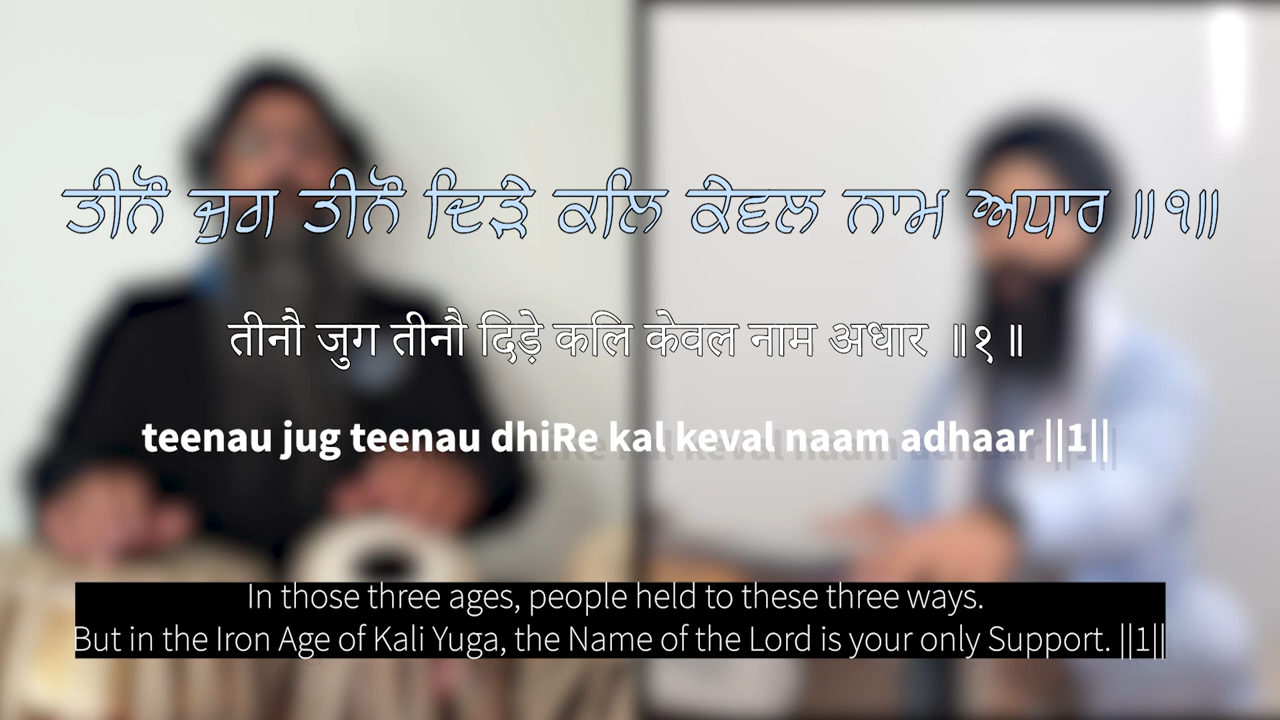 ਤੀਨੌ ਜੁਗ ਤੀਨੌ ਦਿੜੇ ਕਲਿ ਕੇਵਲ ਨਾਮ ਅਧਾਰ ॥੧॥
तीनौ जुग तीनौ दिड़े कलि केवल नाम अधार ॥१॥
teenau jug teenau dhiRe kal keval naam adhaar ||1||
In those three ages, people held to these three ways.
But in the Iron Age of Kali Yuga, the Name of the Lord is your only Support. ||1||